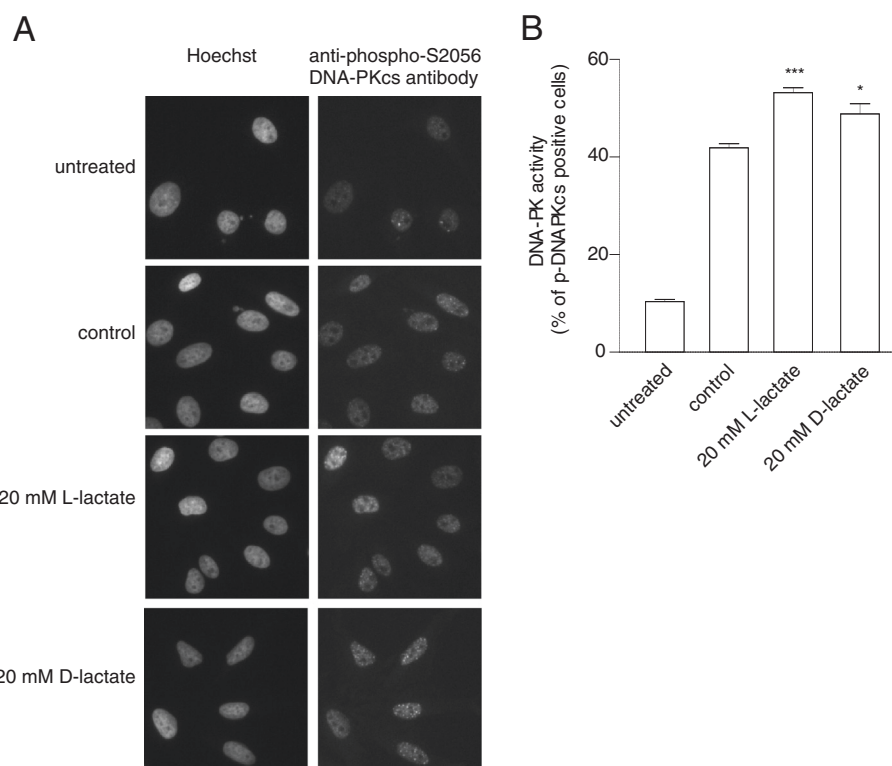 A
Hoechst
anti-phospho-S2056
DNA-PKcs antibody
untreated
control
20 mM L-lactate
20 mM D-lactate
B
DNA-PK activity
(% of p-DNAPKcs positive cells)
60
40
20
0
***
*
untreated
control
20 mM L-lactate
20 mM D-lactate